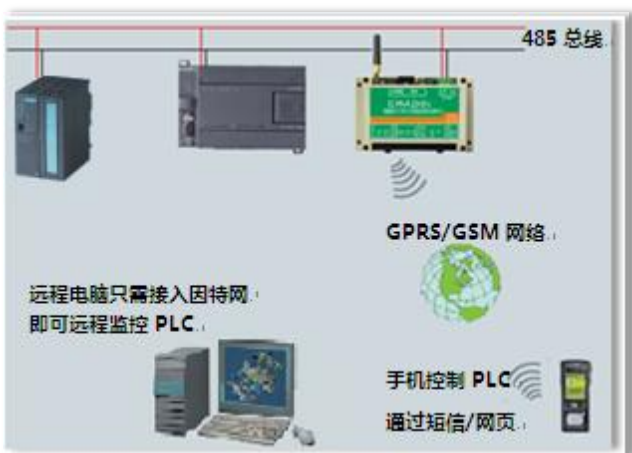 485 总线
GPRS/GSM 网络
远程电脑只需接入因特网
即可远程监控 PLC
手机控制 PLC
通过短信/网页